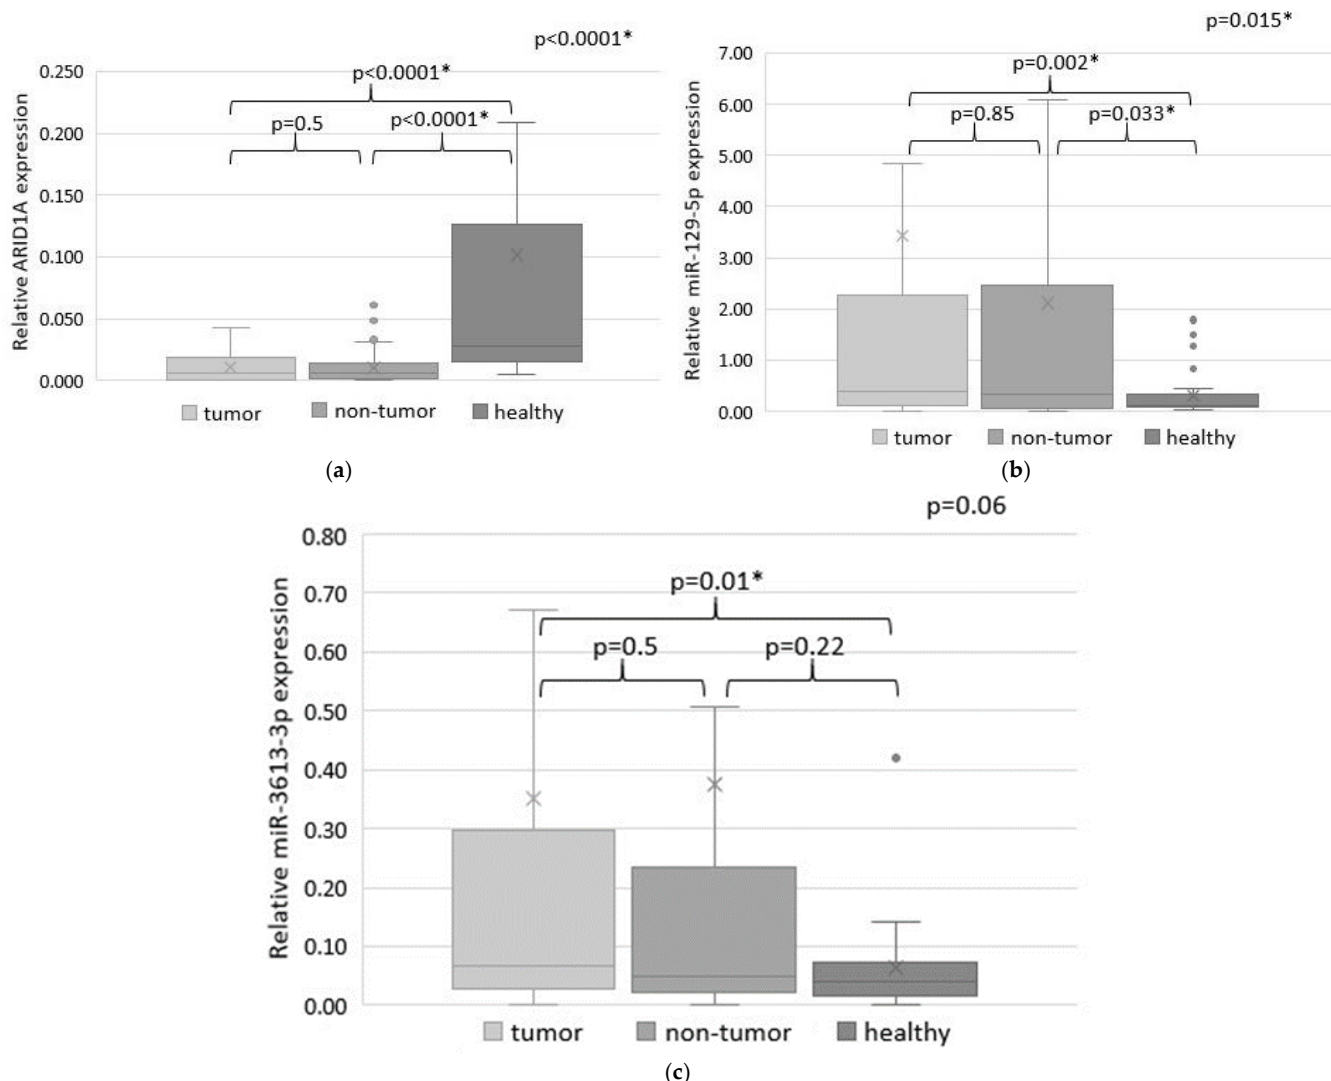 p<0.0001*
Relative ARID1A expression
0.250
0.200
0.150
0.100
0.050
0.000
p<0.0001*
p=0.5
p<0.0001*
tumor
non-tumor
healthy
(a)
p=0.015*
Relative miR-129-5p expression
7.00
6.00
5.00
4.00
3.00
2.00
1.00
0.00
p=0.002*
p=0.85
p=0.033*
tumor
non-tumor
healthy
(b)
p=0.06
Relative miR-3613-3p expression
0.80
0.70
0.60
0.50
0.40
0.30
0.20
0.10
0.00
p=0.01*
p=0.5
p=0.22
tumor
non-tumor
healthy
(c)